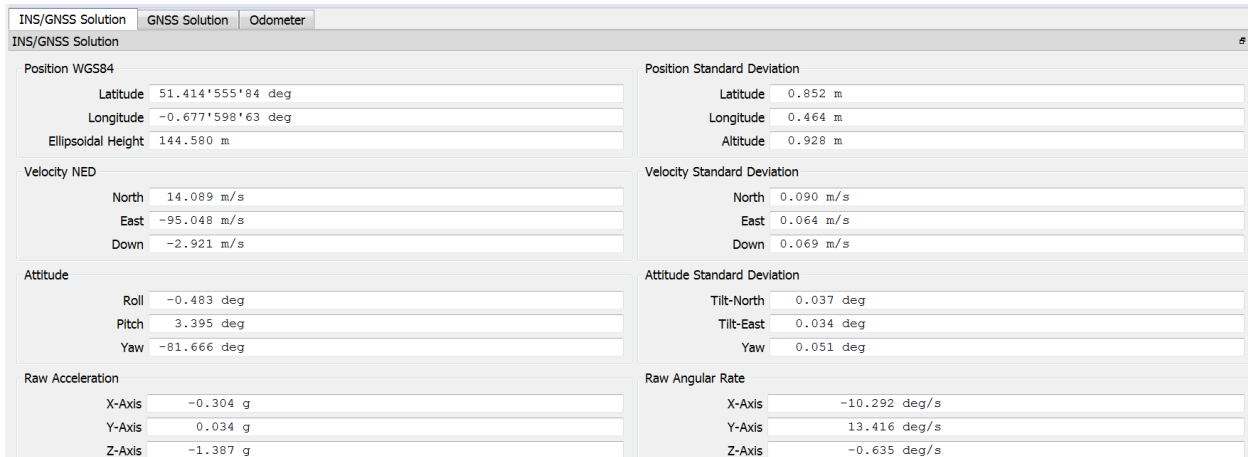 INS/GNSS Solution GNSS Solution Odometer
INS/GNSS Solution
Position WGS84
Latitude 51.414'555'84 deg
Longitude -0.677'598'63 deg
Ellipsoidal Height 144.580 m
Position Standard Deviation
Latitude 0.852 m
Longitude 0.464 m
Altitude 0.928 m
Velocity NED
North 14.089 m/s
East -95.048 m/s
Down -2.921 m/s
Velocity Standard Deviation
North 0.090 m/s
East 0.064 m/s
Down 0.069 m/s
Attitude
Roll -0.483 deg
Pitch 3.395 deg
Yaw -81.666 deg
Attitude Standard Deviation
Tilt-North 0.037 deg
Tilt-East 0.034 deg
Yaw 0.051 deg
Raw Acceleration
X-Axis -0.304 g
Y-Axis 0.034 g
Z-Axis -1.387 g
Raw Angular Rate
X-Axis -10.292 deg/s
Y-Axis 13.416 deg/s
Z-Axis -0.635 deg/s